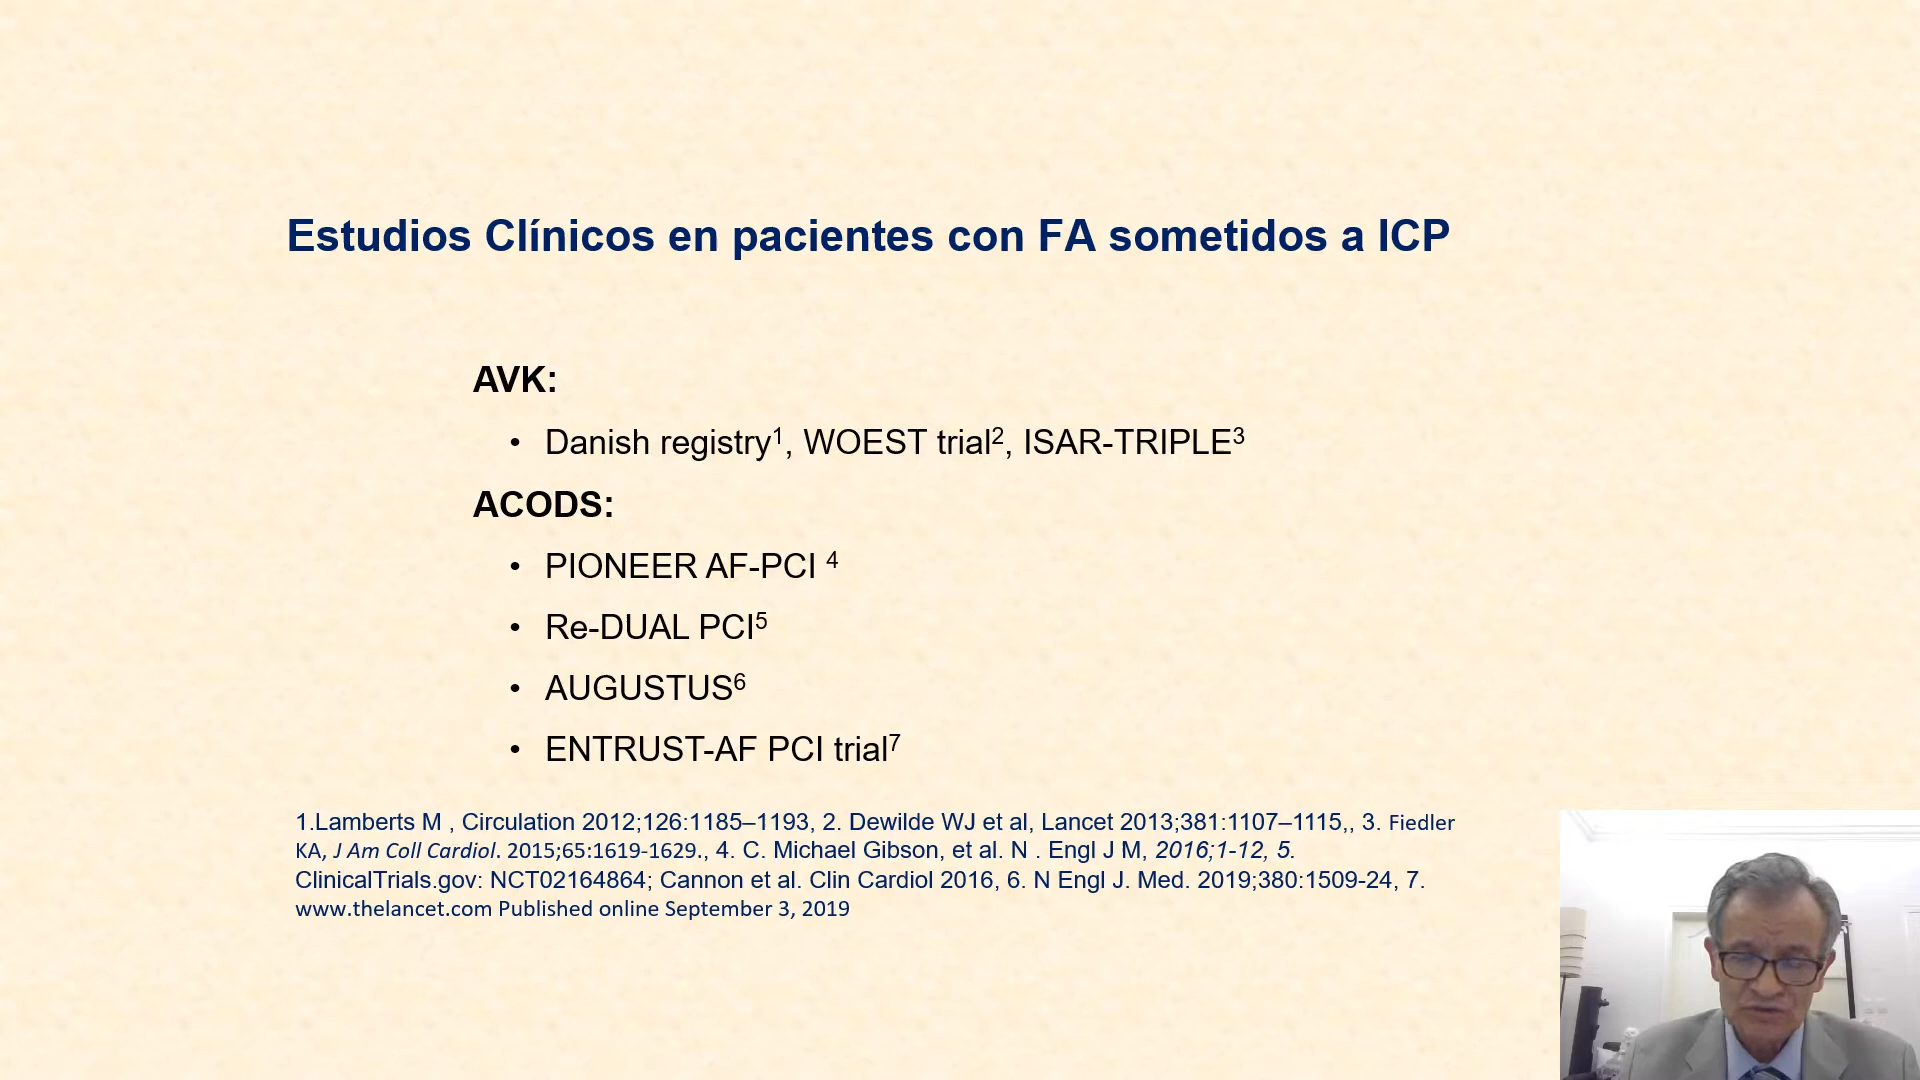 Estudios Clínicos en pacientes con FA sometidos a ICP
AVK:
• Danish registry1, WOEST trial2, ISAR-TRIPLE3
ACODS:
• PIONEER AF-PCI 4
• Re-DUAL PCI5
• AUGUSTUS6
• ENTRUST-AF PCI trial7
1.Lamberts M , Circulation 2012;126:1185–1193, 2. Dewilde WJ et al, Lancet 2013;381:1107–1115,, 3. Fiedler
KA, J Am Coll Cardiol. 2015;65:1619-1629., 4. C. Michael Gibson, et al. N . Engl J M, 2016;1-12, 5.
ClinicalTrials.gov: NCT02164864; Cannon et al. Clin Cardiol 2016, 6. N Engl J. Med. 2019;380:1509-24, 7.
www.thelancet.com Published online September 3, 2019